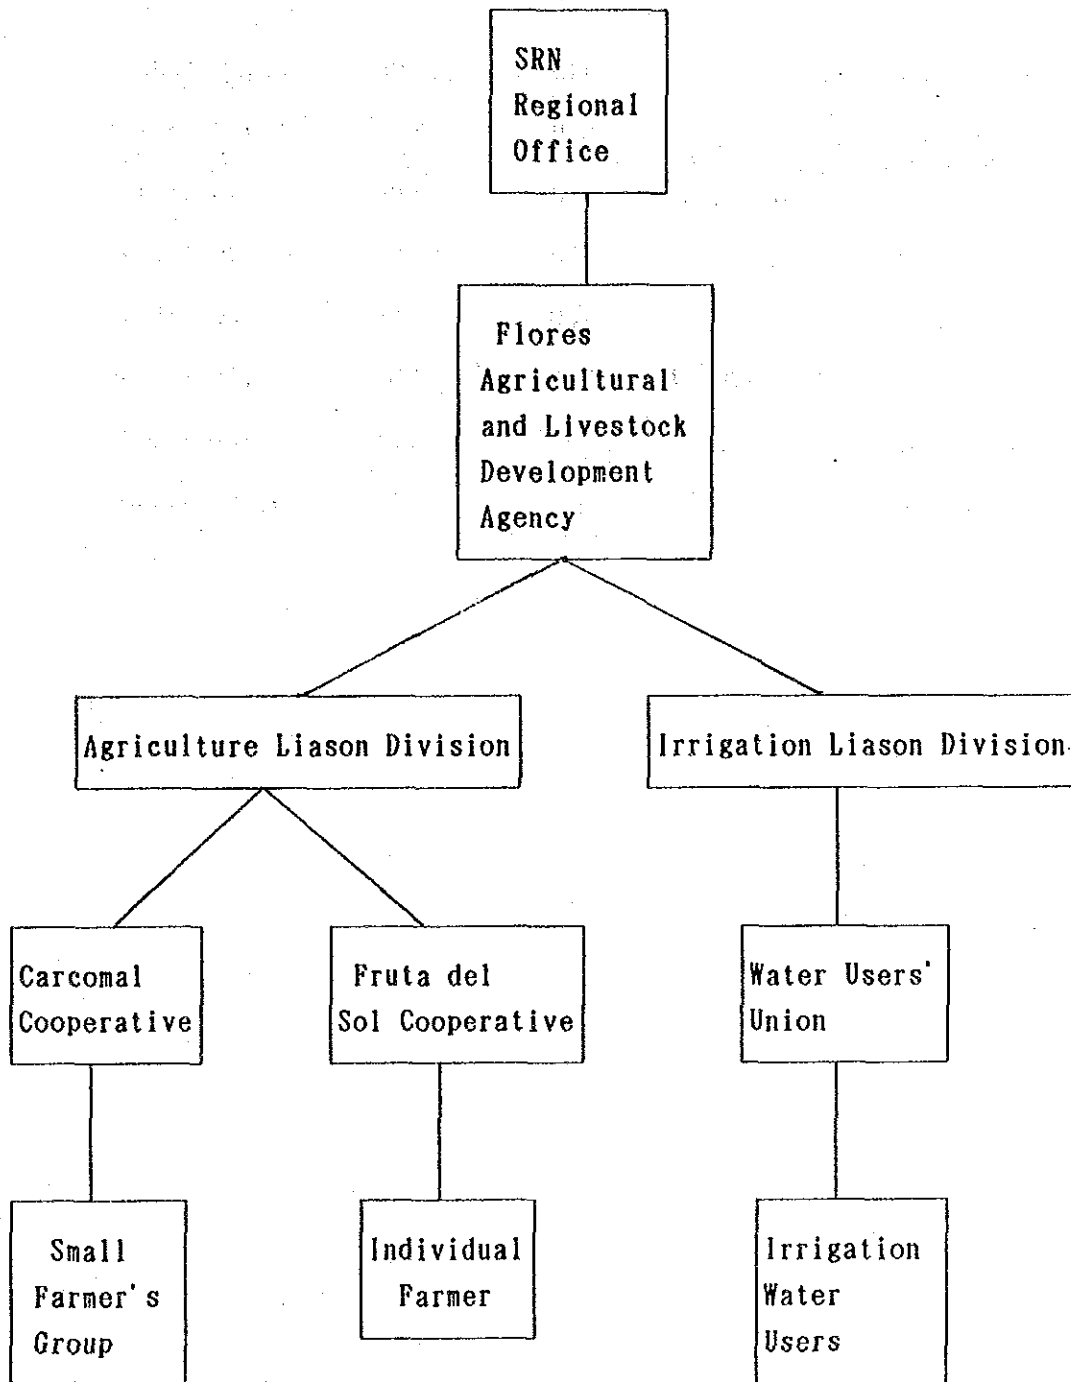 SRN
Regional
Office
Flores
Agricultural
and Livestock
Development
Agency
Agriculture Liason Division
Irrigation Liason Division
Carcomal
Cooperative
Fruta del
Sol Cooperative
Water Users'
Union
Small
Farmer's
Group
Individual
Farmer
Irrigation
Water
Users